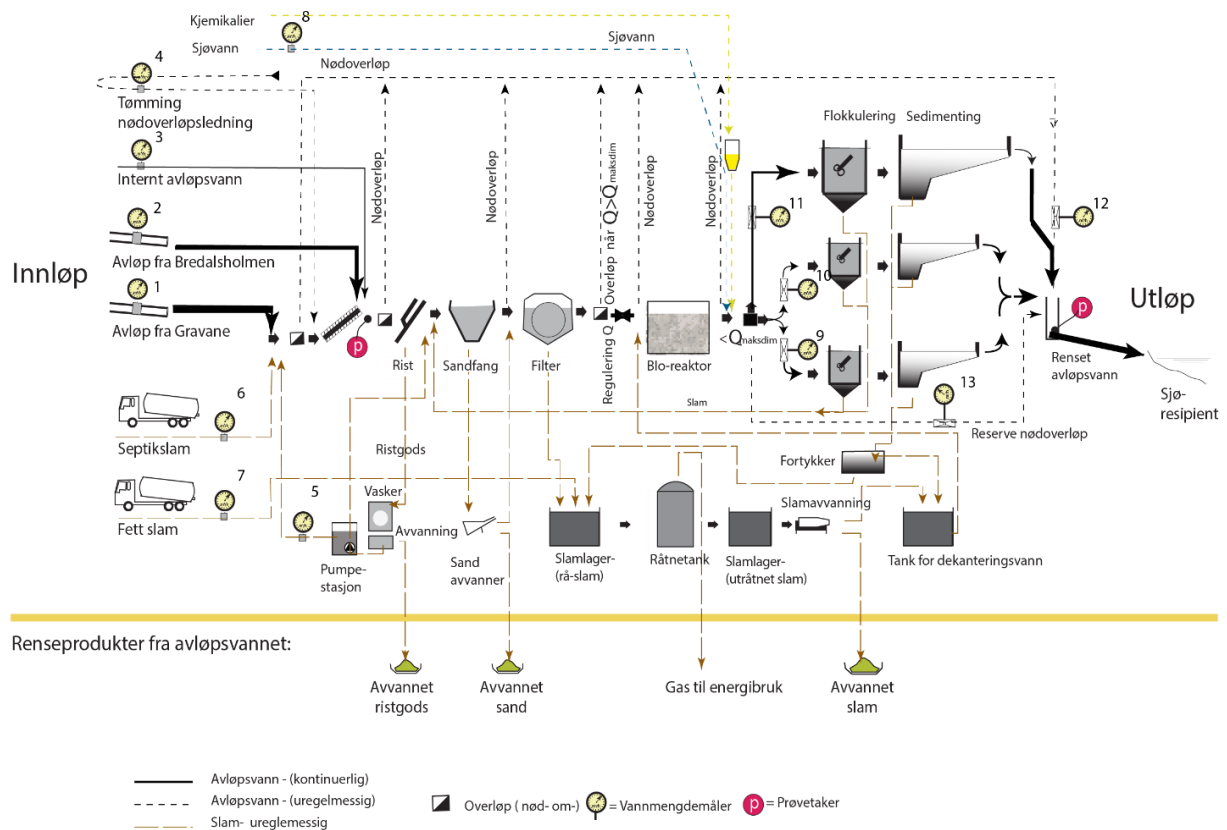 Kjemikalier
8
Sjøvann
Sjøvann
4
Nødoverløp
Tømming
nødoverløpsledning
3
Internt avløpsvann
2
Avløp fra Bredalsholmen
Innløp
1
Avløp fra Gravane
Nødoverløp
Nødoverløp
Regulering Q
Overløp når Q>Qmaksdim
Nødoverløp
Nødoverløp
Flokkulering
Sedimenting
11
12
10
9
13
<Qmaksdim
p
Rist
Sandfang
Filter
BIo-reaktor
p
Utløp
Renset
avløpsvann
Sjø-
resipient
Slam
Reserve nødoverløp
6
Septikslam
7
Fett slam
5
Ristgods
Vasker
Avvanning
Pumpe-
stasjon
Sand
avvanner
Slamlager-
(rå-slam)
Råtnetank
Slamlager-
(utråtnet slam)
Slamavvanning
Fortykker
Tank for dekanteringsvann
Renseprodukter fra avløpsvannet:
Avvannet
ristgods
Avvannet
sand
Gas til energibruk
Avvannet
slam
Avløpsvann - (kontinuerlig)
Avløpsvann - (uregelmessig)
Slam- ureglemessig
Overløp ( nød- om-)
= Vannmengdemåler
p = Prøvetaker